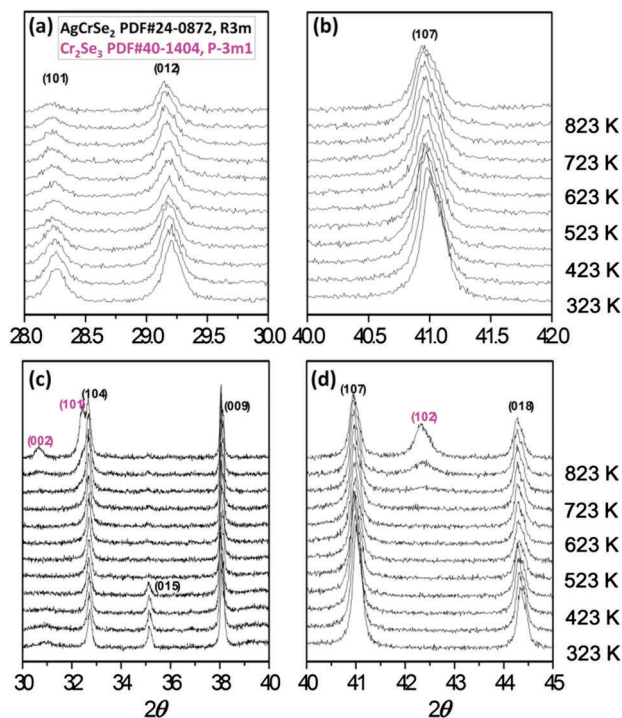 (a)
AgCrSe₂ PDF#24-0872, R3m
Cr₂Se₃ PDF#40-1404, P-3m1
(101)
(012)
28.0 28.5 29.0 29.5 30.0
(b)
(107)
40.0 40.5 41.0 41.5 42.0
823 K
723 K
623 K
523 K
423 K
323 K
(c)
(002)
(101)
(104)
(015)
(009)
30 32 34 36 38 40
2θ
(d)
(107)
(102)
(018)
40 41 42 43 44 45
2θ
823 K
723 K
623 K
523 K
423 K
323 K